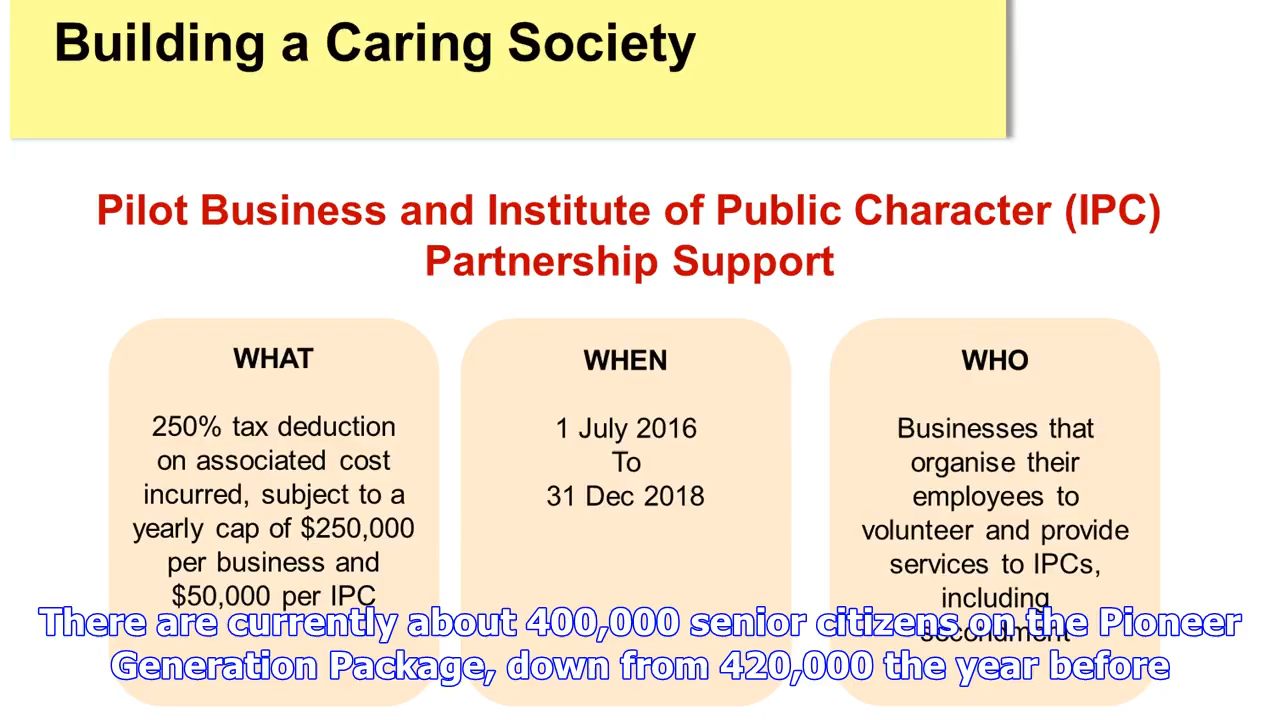 Building a Caring Society
Pilot Business and Institute of Public Character (IPC)
Partnership Support
WHAT
250% tax deduction
on associated cost
incurred, subject to a
yearly cap of $250,000
per business and
$50,000 per IPC
WHEN
1 July 2016
To
31 Dec 2018
WHO
Businesses that
organise their
employees to
volunteer and provide
services to IPCs,
including
secondment
There are currently about 400,000 senior citizens on the Pioneer
Generation Package, down from 420,000 the year before